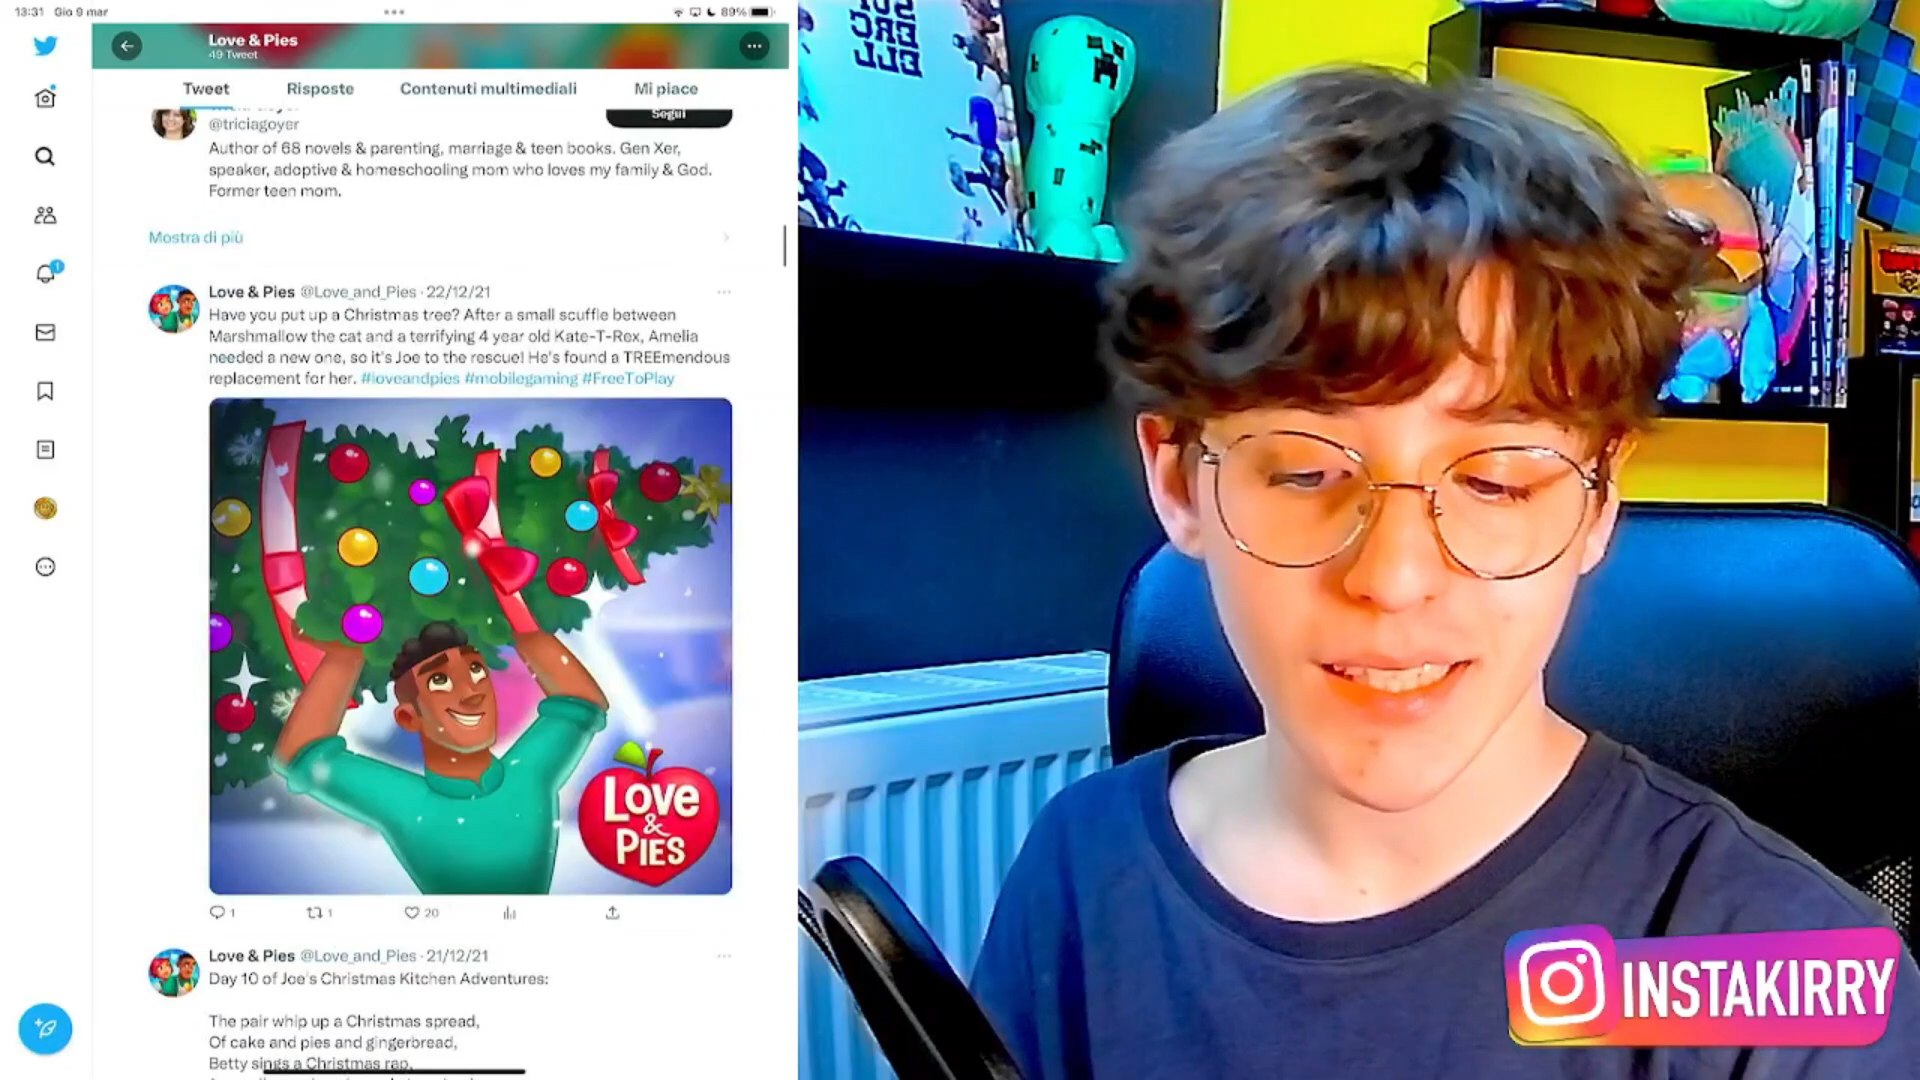 13:31 Gio 9 mar
89%
Love & Pies
49 Tweet
Tweet Risposte Contenuti multimediali Mi piace
@triciagoyer
Segui
Author of 68 novels & parenting, marriage & teen books. Gen Xer,
speaker, adoptive & homeschooling mom who loves my family & God.
Former teen mom.
Mostra di più
1
Love & Pies @Love_and_Pies · 22/12/21
Have you put up a Christmas tree? After a small scuffle between
Marshmallow the cat and a terrifying 4 year old Kate-T-Rex, Amelia
needed a new one, so it's Joe to the rescue! He's found a TREEmendous
replacement for her. #loveandpies #mobilegaming #FreeToPlay
LOVE
&
PIES
1 1 20
Love & Pies @Love_and_Pies · 21/12/21
Day 10 of Joe's Christmas Kitchen Adventures:
The pair whip up a Christmas spread,
Of cake and pies and gingerbread,
Betty sings a Christmas rap,
INSTAKIRRY